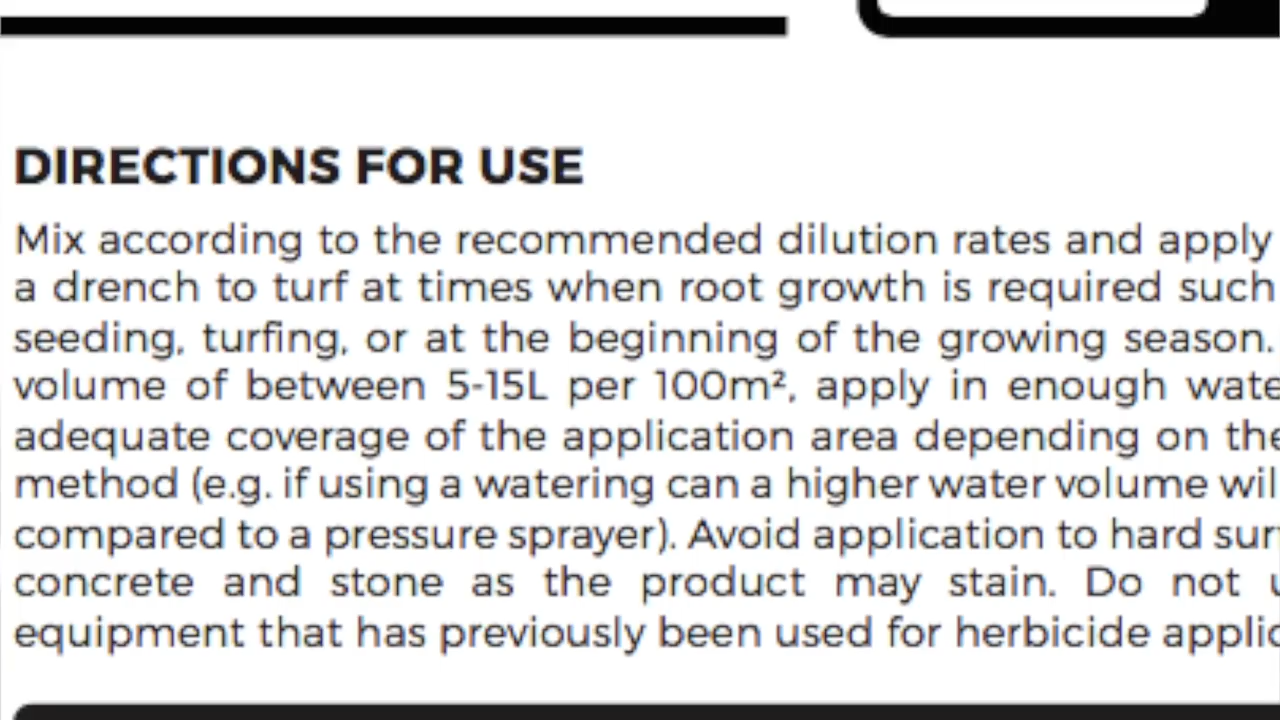 DIRECTIONS FOR USE
Mix according to the recommended dilution rates and apply
a drench to turf at times when root growth is required such
seeding, turfing, or at the beginning of the growing season.
volume of between 5-15L per 100m², apply in enough
adequate coverage of the application area depending on
method (e.g. if using a watering can a higher water volume
compared to a pressure sprayer). Avoid application to hard
concrete and stone as the product may stain. Do not
equipment that has previously been used for herbicide